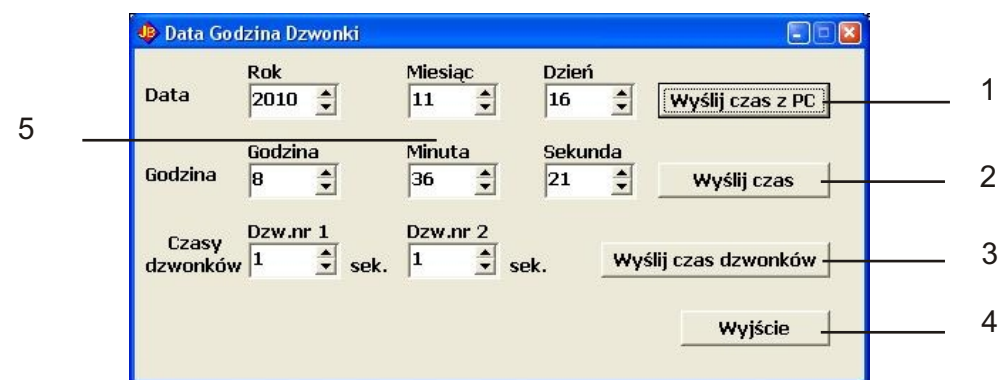 JB Data Godzina Dzwonki
Rok Miesiąc Dzień
Data 2010 11 16 Wyślij czas z PC 1
5
Godzina Minuta Sekunda
Godzina 8 36 21 Wyślij czas 2
Dzw.nr 1 Dzw.nr 2
Czasy
dzwonków 1 sek. 1 sek. Wyślij czas dzwonków 3
Wyjście 4